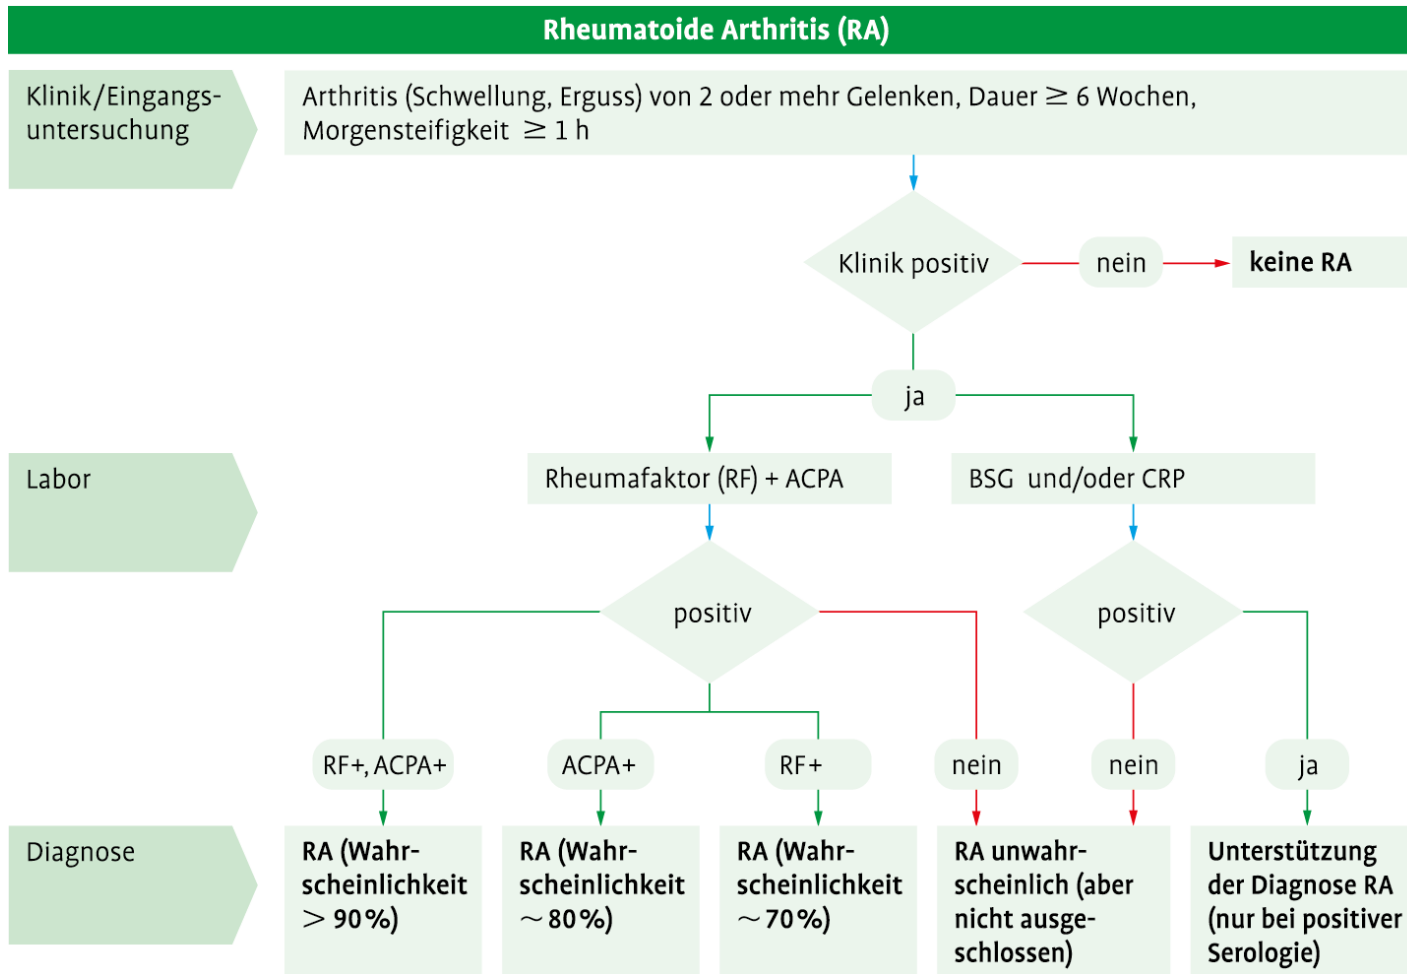 Rheumatoide Arthritis (RA)
Klinik/Eingangs-
untersuchung
Arthritis (Schwellung, Erguss) von 2 oder mehr Gelenken, Dauer ≥ 6 Wochen,
Morgensteifigkeit ≥ 1 h
Klinik positiv
nein
keine RA
ja
Labor
Rheumafaktor (RF) + ACPA
BSG und/oder CRP
positiv
positiv
RF+, ACPA+
ACPA+
RF+
nein
nein
ja
Diagnose
RA (Wahr-
scheinlichkeit
> 90%)
RA (Wahr-
scheinlichkeit
~ 80%)
RA (Wahr-
scheinlichkeit
~ 70%)
RA unwahr-
scheinlich (aber
nicht ausge-
schlossen)
Unterstützung
der Diagnose RA
(nur bei positiver
Serologie)